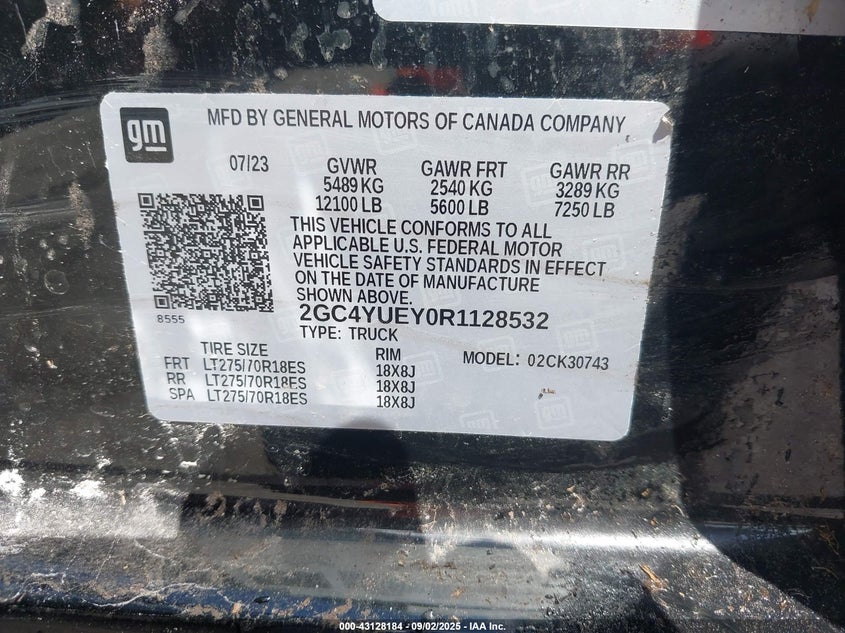 gm
MFD BY GENERAL MOTORS OF CANADA COMPANY
07/23 GVWR GAWR FRT GAWR RR
5489 KG 2540 KG 3289 KG
12100 LB 5600 LB 7250 LB
THIS VEHICLE CONFORMS TO ALL
APPLICABLE U.S. FEDERAL MOTOR
VEHICLE SAFETY STANDARDS IN EFFECT
ON THE DATE OF MANUFACTURE
SHOWN ABOVE.
8555
2GC4YUEY0R1128532
TYPE: TRUCK
TIRE SIZE RIM MODEL: 02CK30743
FRT LT275/70R18ES 18X8J
RR LT275/70R18ES 18X8J
SPA LT275/70R18ES 18X8J
000-43128184 - 09/02/2025 - IAA Inc.